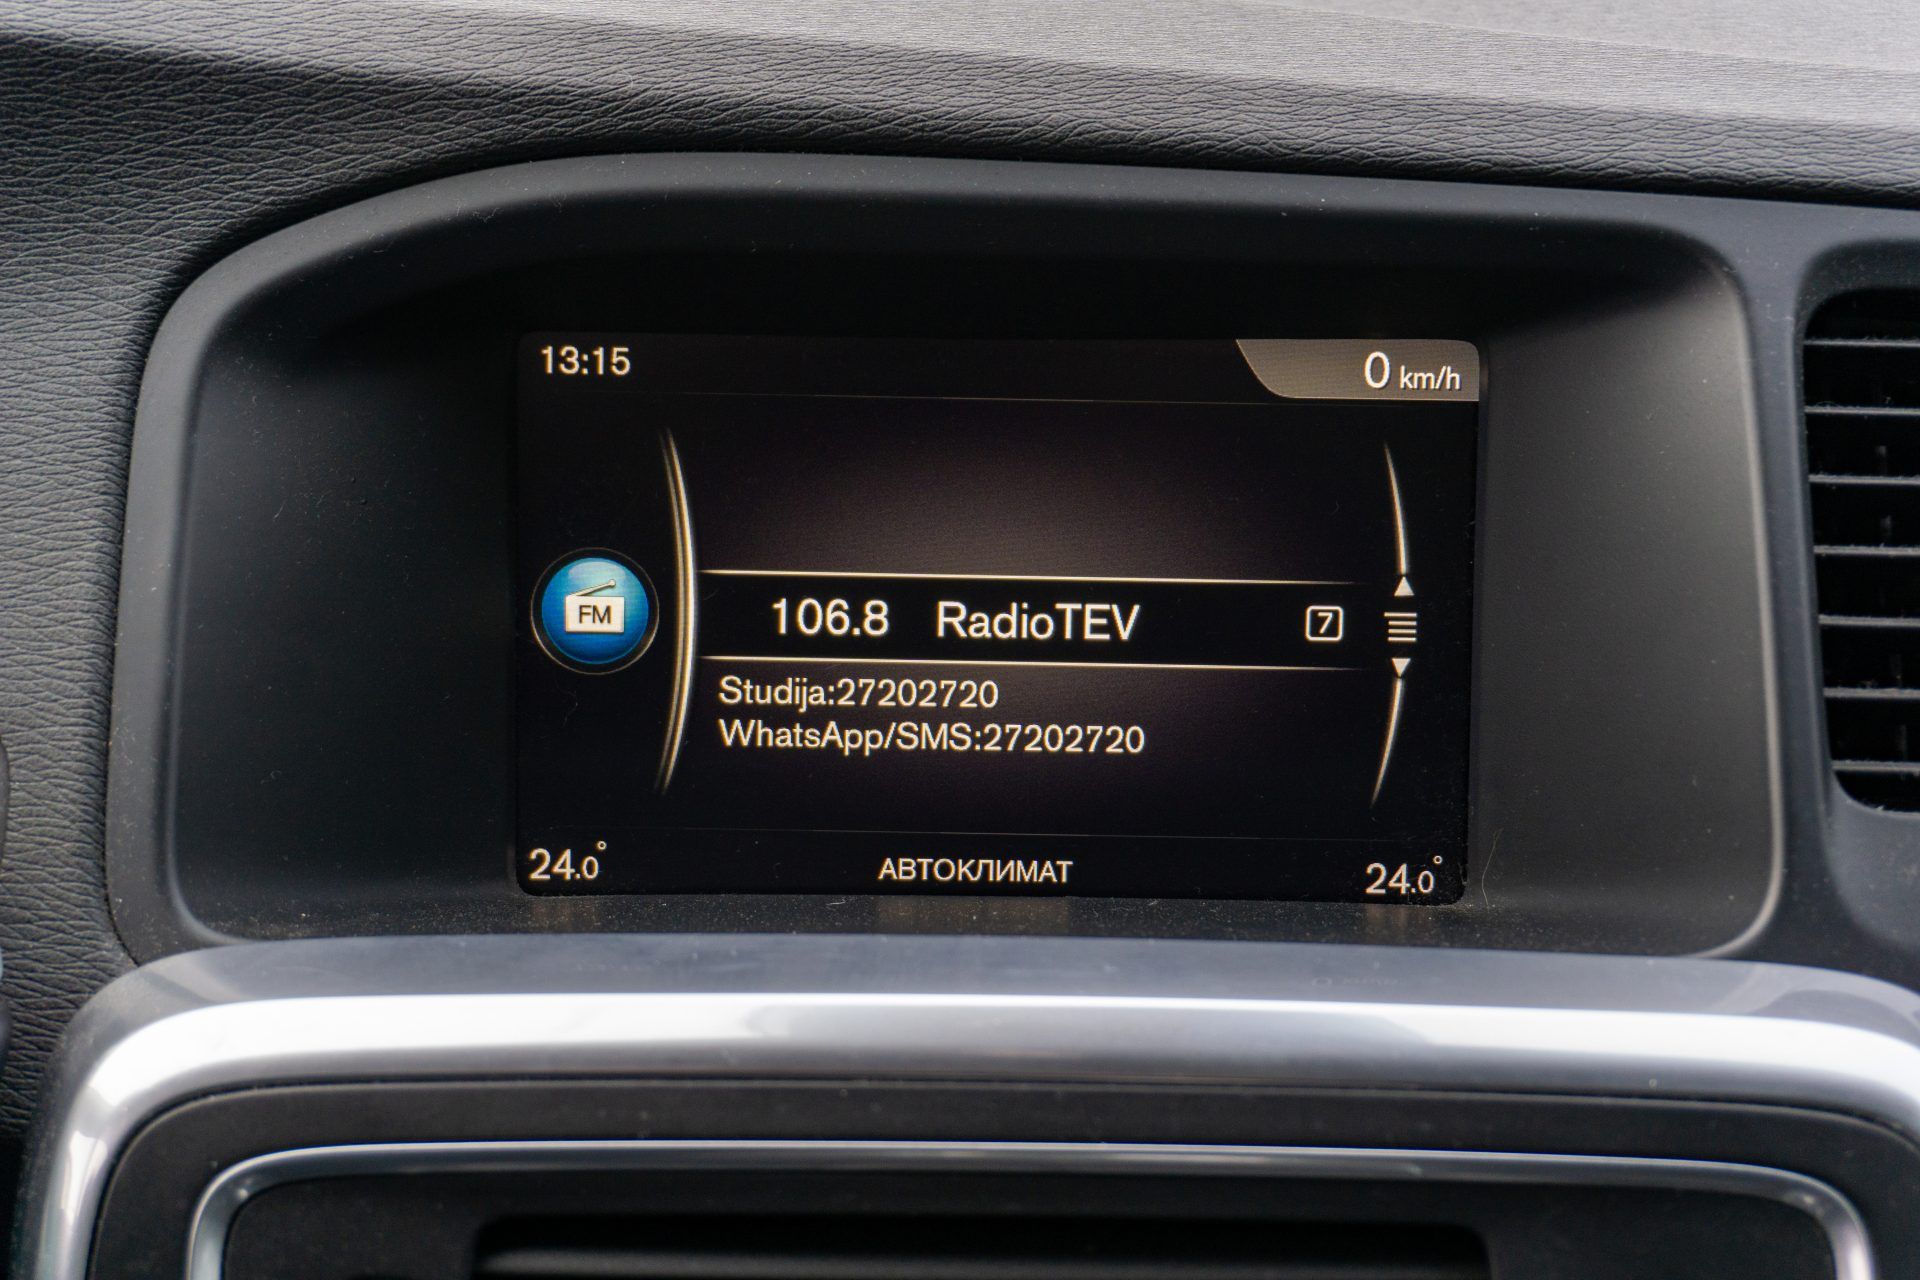 13:15
0 km/h
FM
106.8 RadioTEV 7
Studija:27202720
WhatsApp/SMS:27202720
24.0° АВТОКЛИМАТ 24.0°